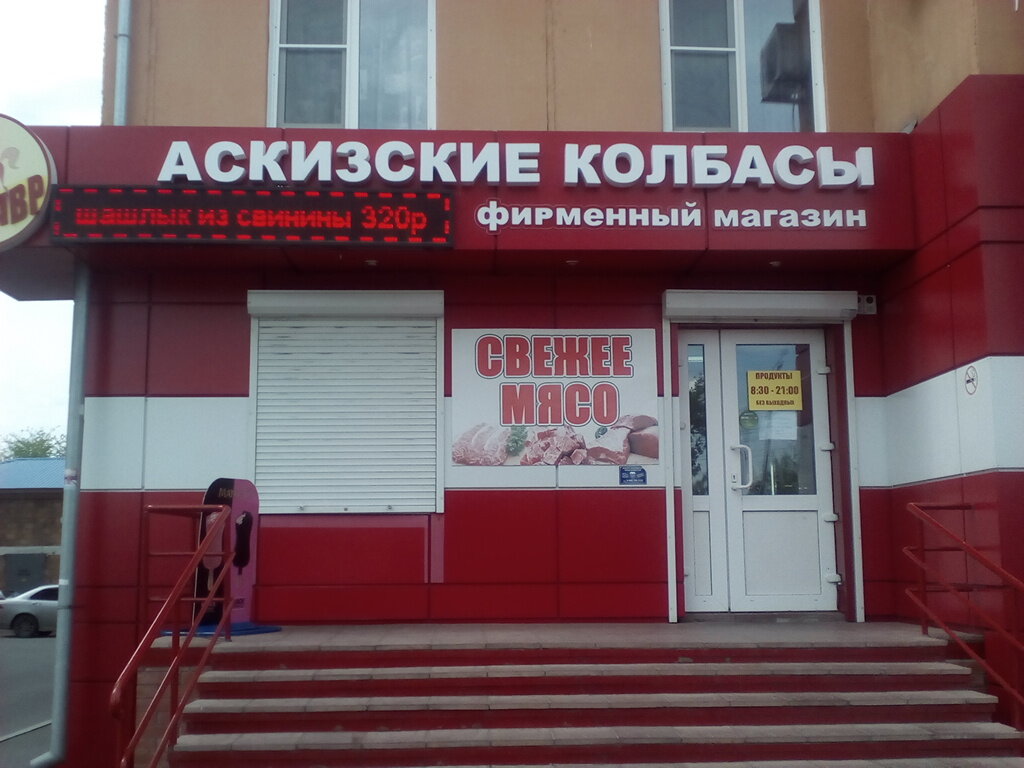 АСКИЗСКИЕ КОЛБАСЫ
шашлык из свинины 320р
фирменный магазин
СВЕЖЕЕ
МЯСО
ПРОДУКТЫ
8:30 - 21:00
БЕЗ ВЫХОДНЫХ